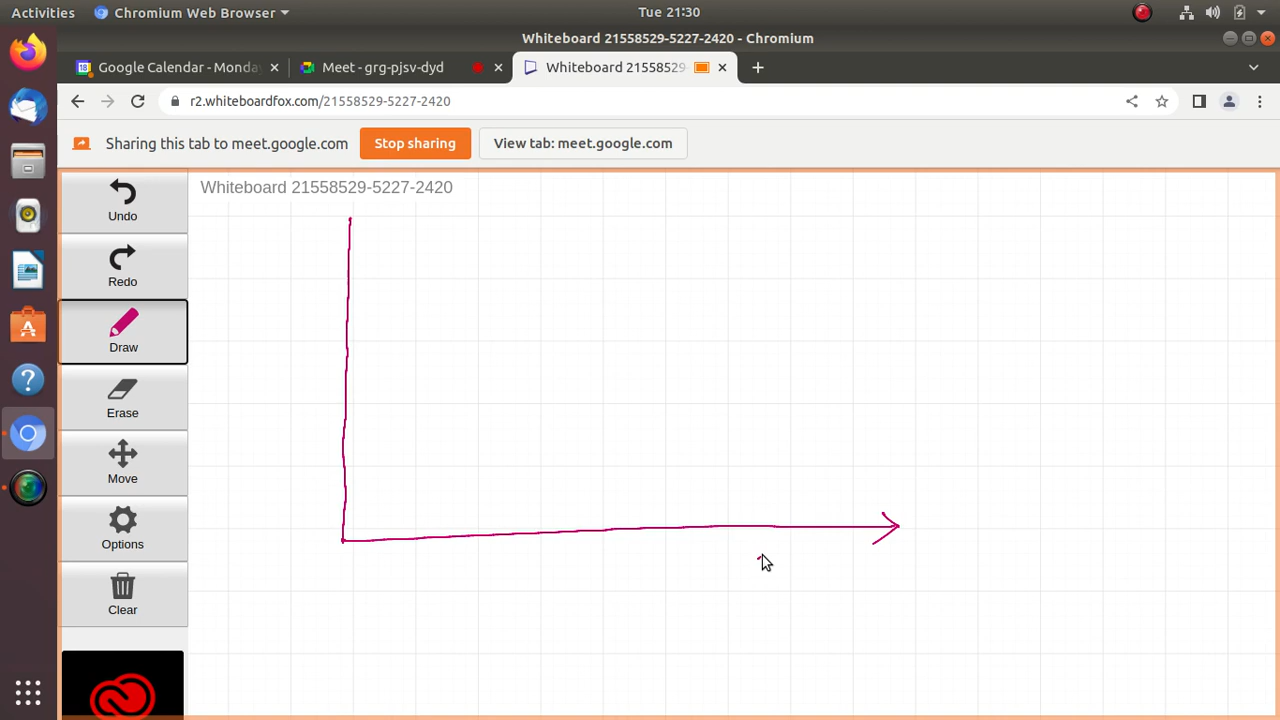 Activities Chromium Web Browser Tue 21:30
Whiteboard 21558529-5227-2420 - Chromium
Google Calendar - Monday Meet - grg-pjsv-dyd Whiteboard 21558529-
r2.whiteboardfox.com/21558529-5227-2420
Sharing this tab to meet.google.com Stop sharing View tab: meet.google.com
Whiteboard 21558529-5227-2420
Undo
Redo
Draw
Erase
Move
Options
Clear